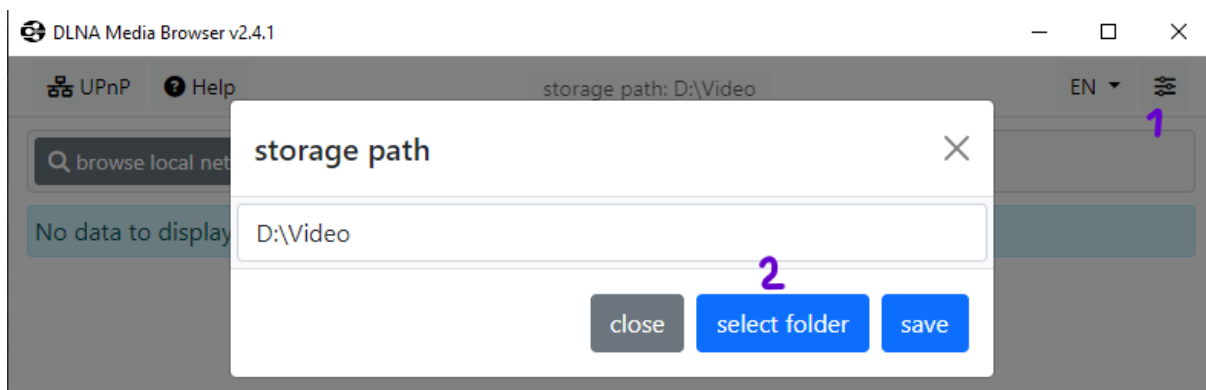 DLNA Media Browser v2.4.1
UPnP Help storage path: D:\Video EN
1
storage path
browse local net
No data to display
D:\Video
2
close select folder save